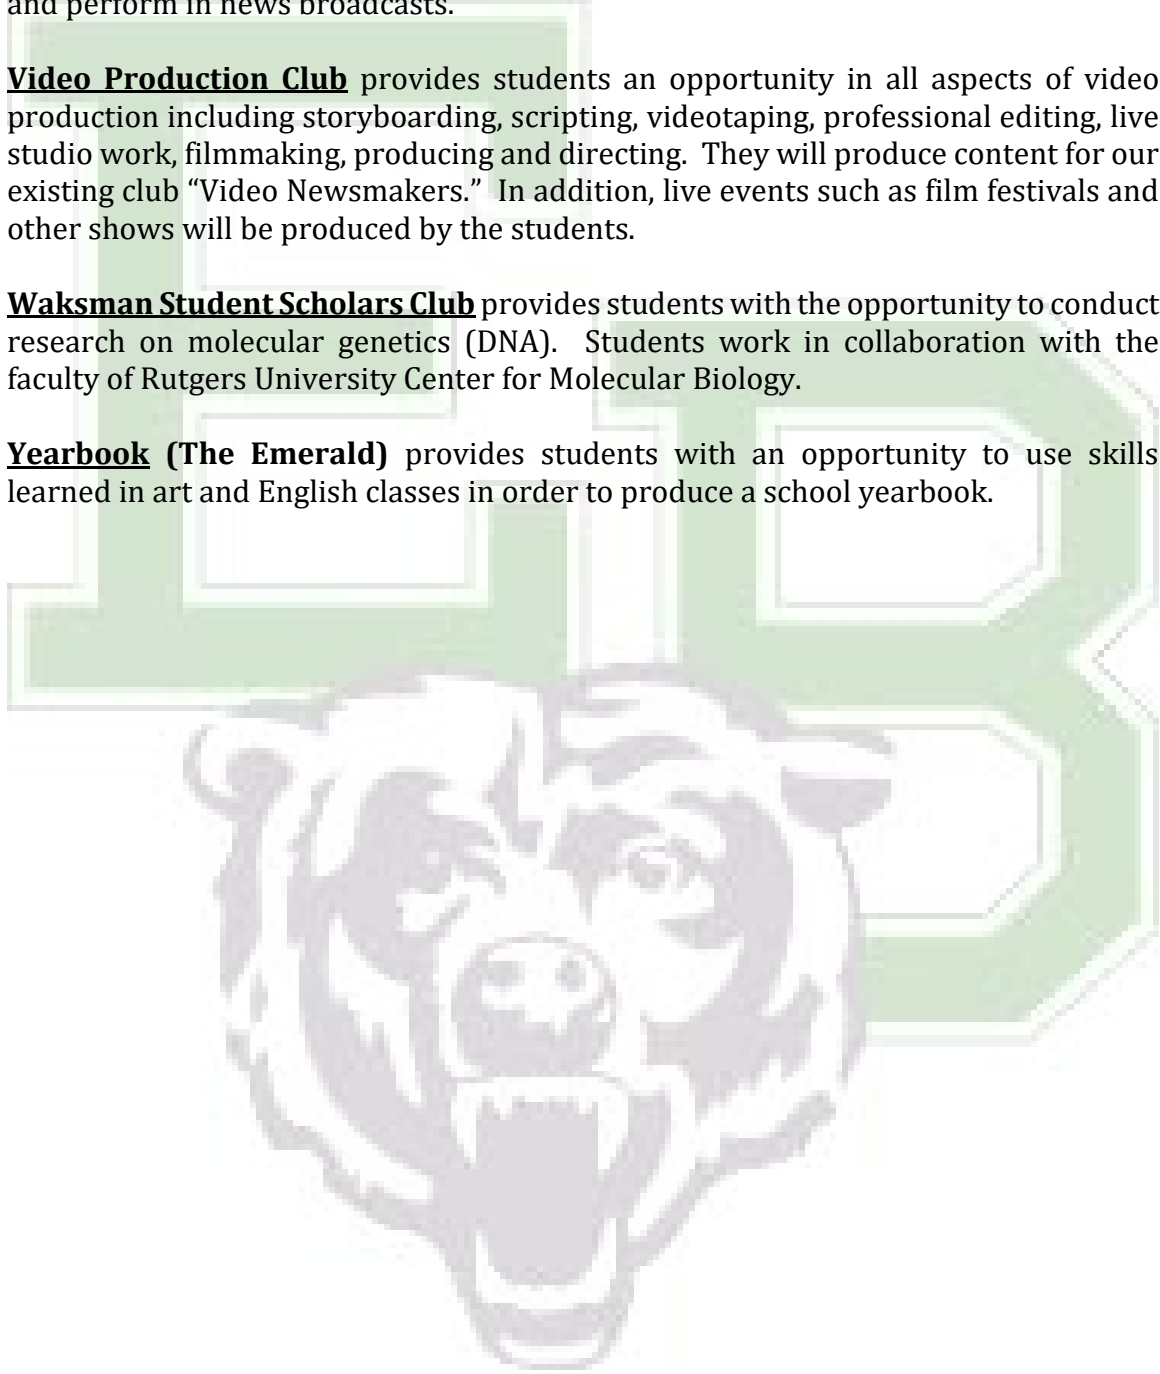 and perform in news broadcasts.
Video Production Club provides students an opportunity in all aspects of video
production including storyboarding, scripting, videotaping, professional editing, live
studio work, filmmaking, producing and directing.  They will produce content for our
existing club “Video Newsmakers.”  In addition, live events such as film festivals and
other shows will be produced by the students.
Waksman Student Scholars Club provides students with the opportunity to conduct
research on molecular genetics (DNA).  Students work in collaboration with the
faculty of Rutgers University Center for Molecular Biology.
Yearbook (The Emerald) provides students with an opportunity to use skills
learned in art and English classes in order to produce a school yearbook.
EB